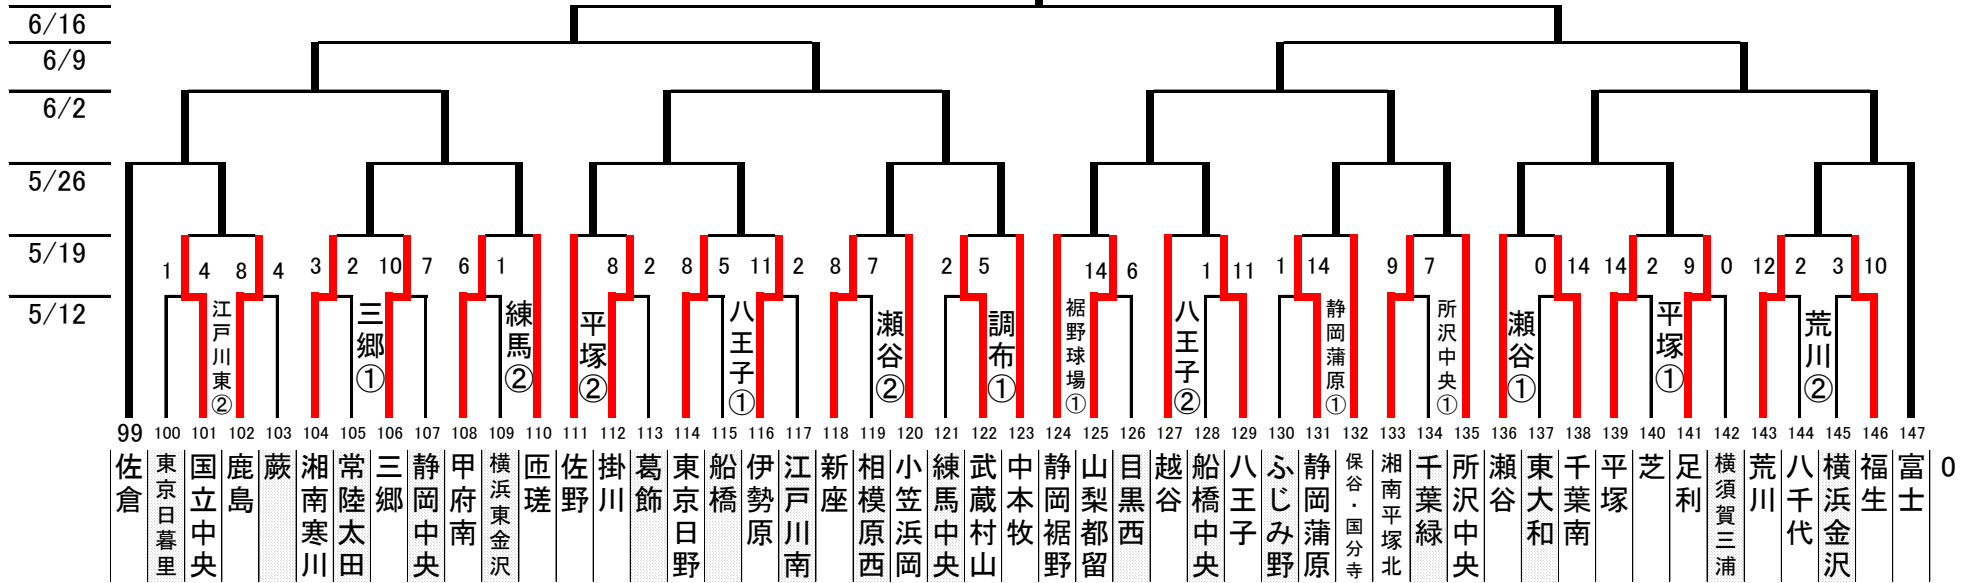 6/16
6/9
6/2
5/26
5/19
5/12
1 4 8 4 3 2 10 7 6 1 8 2 8 5 11 2 8 7 2 5 14 6 1 11 1 14 9 7 0 14 14 2 9 0 12 2 3 10
江戸川東②
三郷①
練馬②
平塚②
八王子①
瀬谷②
調布①
裾野球場①
八王子②
静岡蒲原①
所沢中央①
瀬谷①
平塚①
荒川②
99 100 101 102 103 104 105 106 107 108 109 110 111 112 113 114 115 116 117 118 119 120 121 122 123 124 125 126 127 128 129 130 131 132 133 134 135 136 137 138 139 140 141 142 143 144 145 146 147
佐倉
東京日暮里
国立中央
鹿島
蕨
湘南寒川
常陸太田
三郷
静岡中央
甲府南
横浜東金沢
匝瑳
佐野
掛川
葛飾
東京日野
船橋
伊勢原
江戸川南
新座
相模原西
小笠浜岡
練馬中央
武蔵村山
中本牧
静岡裾野
山梨都留
目黒西
越谷
船橋中央
八王子
ふじみ野
静岡蒲原
保谷・国分寺
湘南平塚北
千葉緑
所沢中央
瀬谷
東大和
千葉南
平塚
芝
足利
横須賀三浦
荒川
八千代
横浜金沢
福生
富士
0